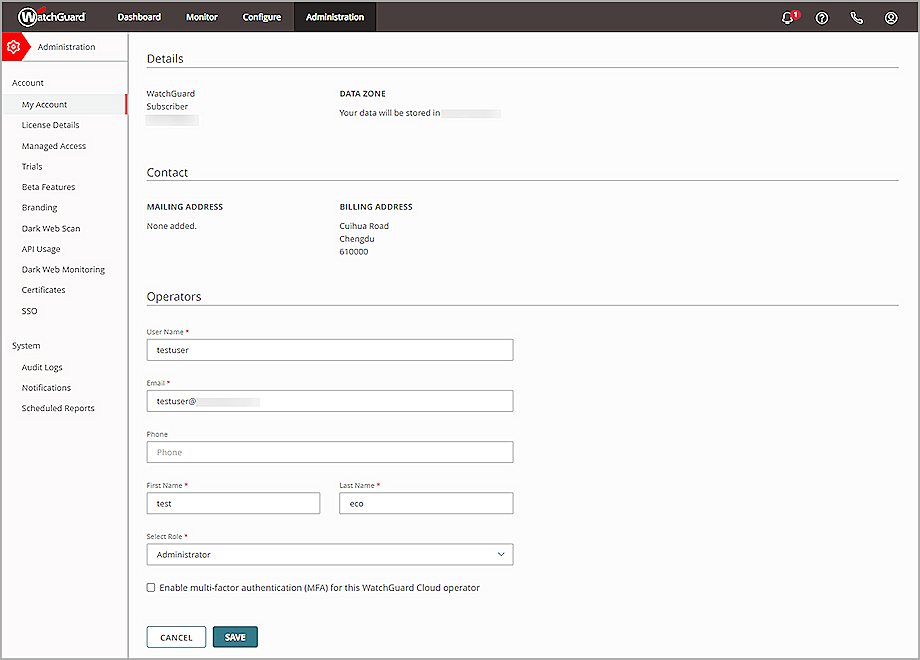 WatchGuard
Dashboard
Monitor
Configure
Administration
1
Administration
Account
My Account
License Details
Managed Access
Trials
Beta Features
Branding
Dark Web Scan
API Usage
Dark Web Monitoring
Certificates
SSO
System
Audit Logs
Notifications
Scheduled Reports
Details
WatchGuard
Subscriber
DATA ZONE
Your data will be stored in
Contact
MAILING ADDRESS
None added.
BILLING ADDRESS
Cuihua Road
Chengdu
610000
Operators
User Name *
testuser
Email *
testuser@
Phone
Phone
First Name *
test
Last Name *
eco
Select Role *
Administrator
Enable multi-factor authentication (MFA) for this WatchGuard Cloud operator
CANCEL
SAVE